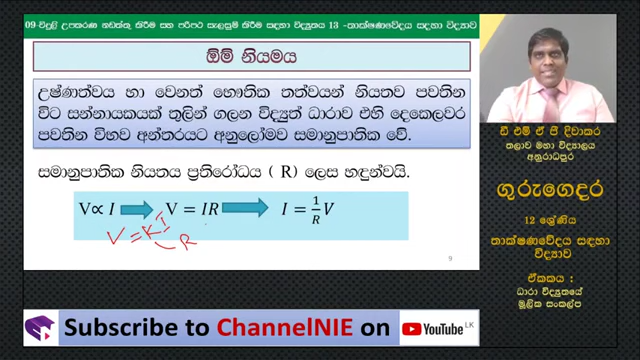 09-විදුලි උපකරණ හඩත්තු කිරීම සහ පරිපථ සැලසුම් කිරීම සඳහා විද්‍යුතය 13 -තාක්ෂණවේදය සඳහා විද්‍යාව
ඕම් නියමය
උෂ්ණත්වය හා වෙනත් භෞතික තත්වයන් නියතව පවතින
විට සන්නායකයක් තුලින් ගලන විද්‍යුත් ධාරාව එහි දෙකෙලවර
පවතින විභව අන්තරයට අනුලෝමව සමානුපාතික වේ.
සමානුපාතික නියතය ප්‍රතිරෝධය ( R) ලෙස හඳුන්වයි.
V∝ I V = IR I = 1/R V
V = K I
R
9
ඩී එම් ඒ ජී දිවාකර
තලාව මහා විද්‍යාලය
අනුරාධපුර
ගුරුගෙදර
12 ශ්‍රේණිය
තාක්ෂණවේදය සඳහා
විද්‍යාව
ඒකකය :
ධාරා විද්‍යුතයේ
මූලික සංකල්ප
Subscribe to ChannelNIE on YouTube LK